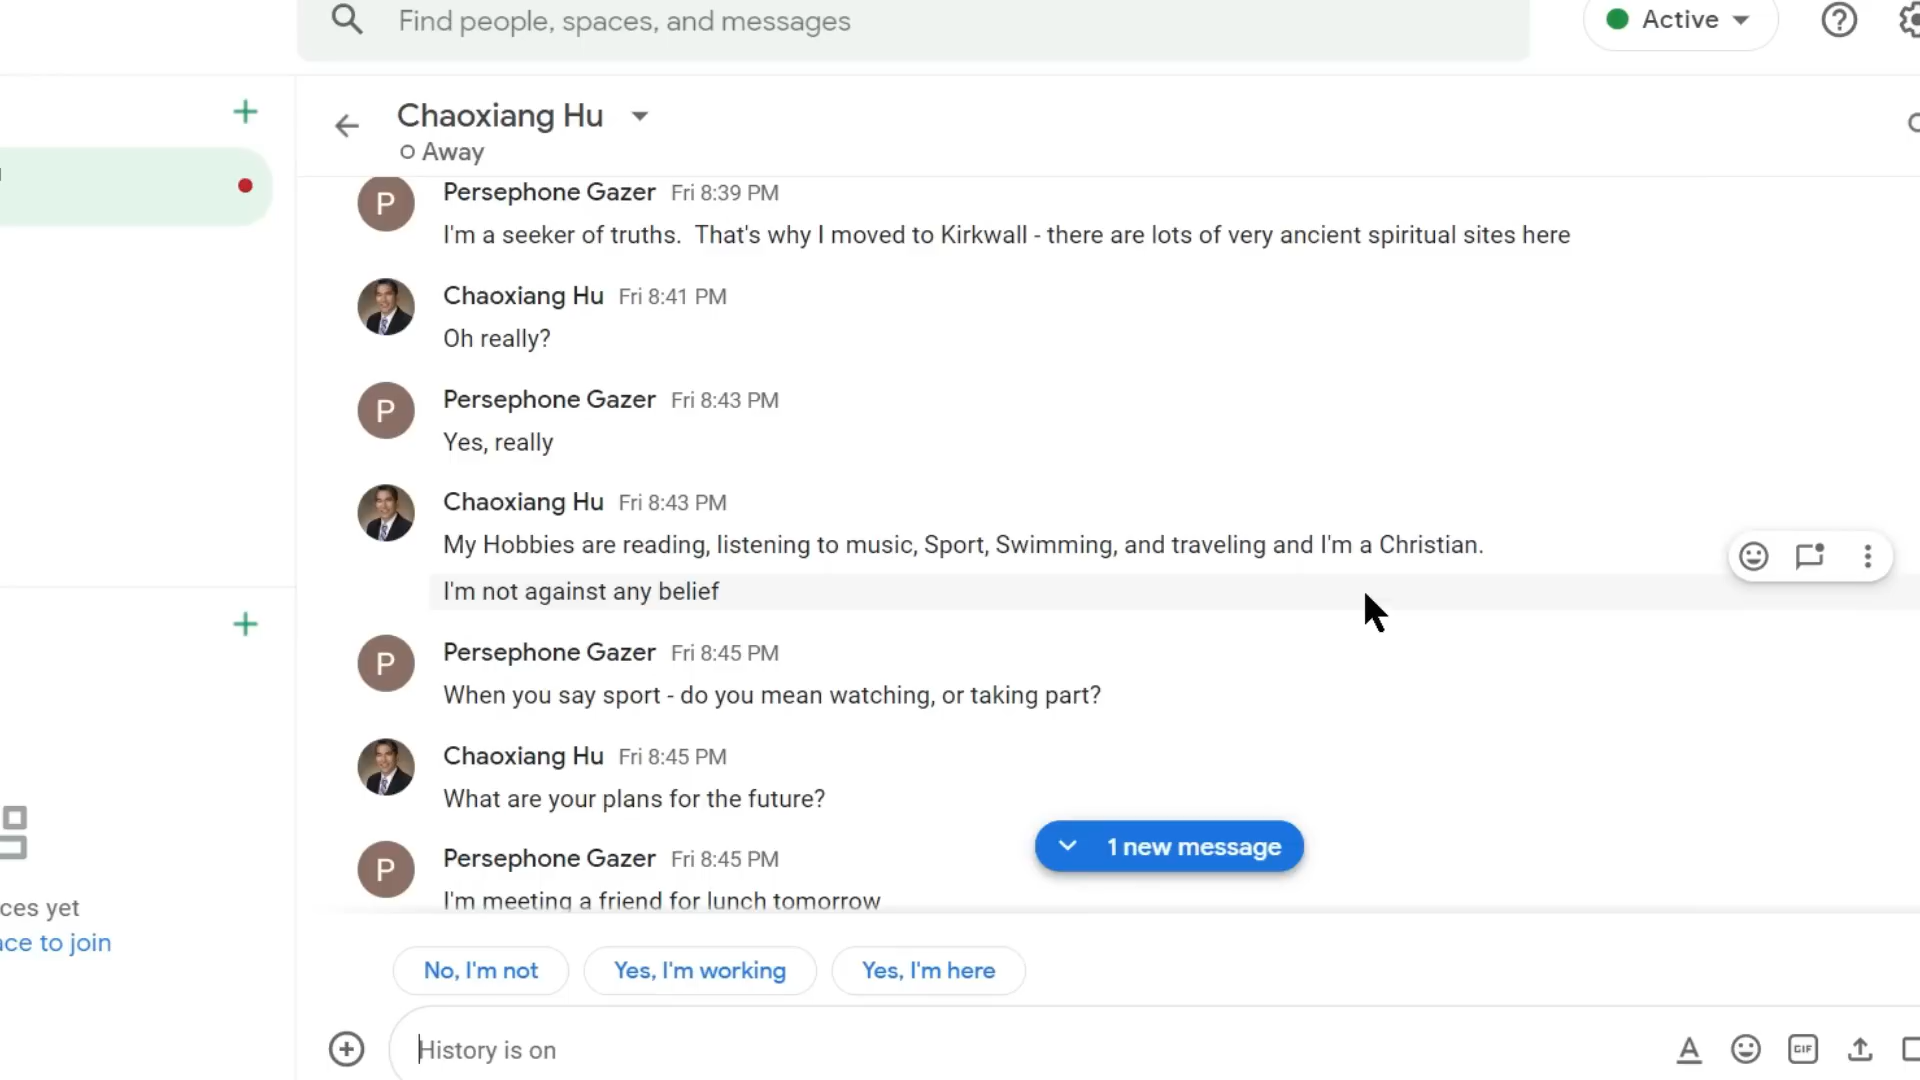 Find people, spaces, and messages
Active
Chaoxiang Hu
Away
P
Persephone Gazer Fri 8:39 PM
I'm a seeker of truths.  That's why I moved to Kirkwall - there are lots of very ancient spiritual sites here
Chaoxiang Hu Fri 8:41 PM
Oh really?
P
Persephone Gazer Fri 8:43 PM
Yes, really
Chaoxiang Hu Fri 8:43 PM
My Hobbies are reading, listening to music, Sport, Swimming, and traveling and I'm a Christian.
I'm not against any belief
P
Persephone Gazer Fri 8:45 PM
When you say sport - do you mean watching, or taking part?
Chaoxiang Hu Fri 8:45 PM
What are your plans for the future?
1 new message
P
Persephone Gazer Fri 8:45 PM
I'm meeting a friend for lunch tomorrow
ces yet
ace to join
No, I'm not
Yes, I'm working
Yes, I'm here
History is on
A
GIF